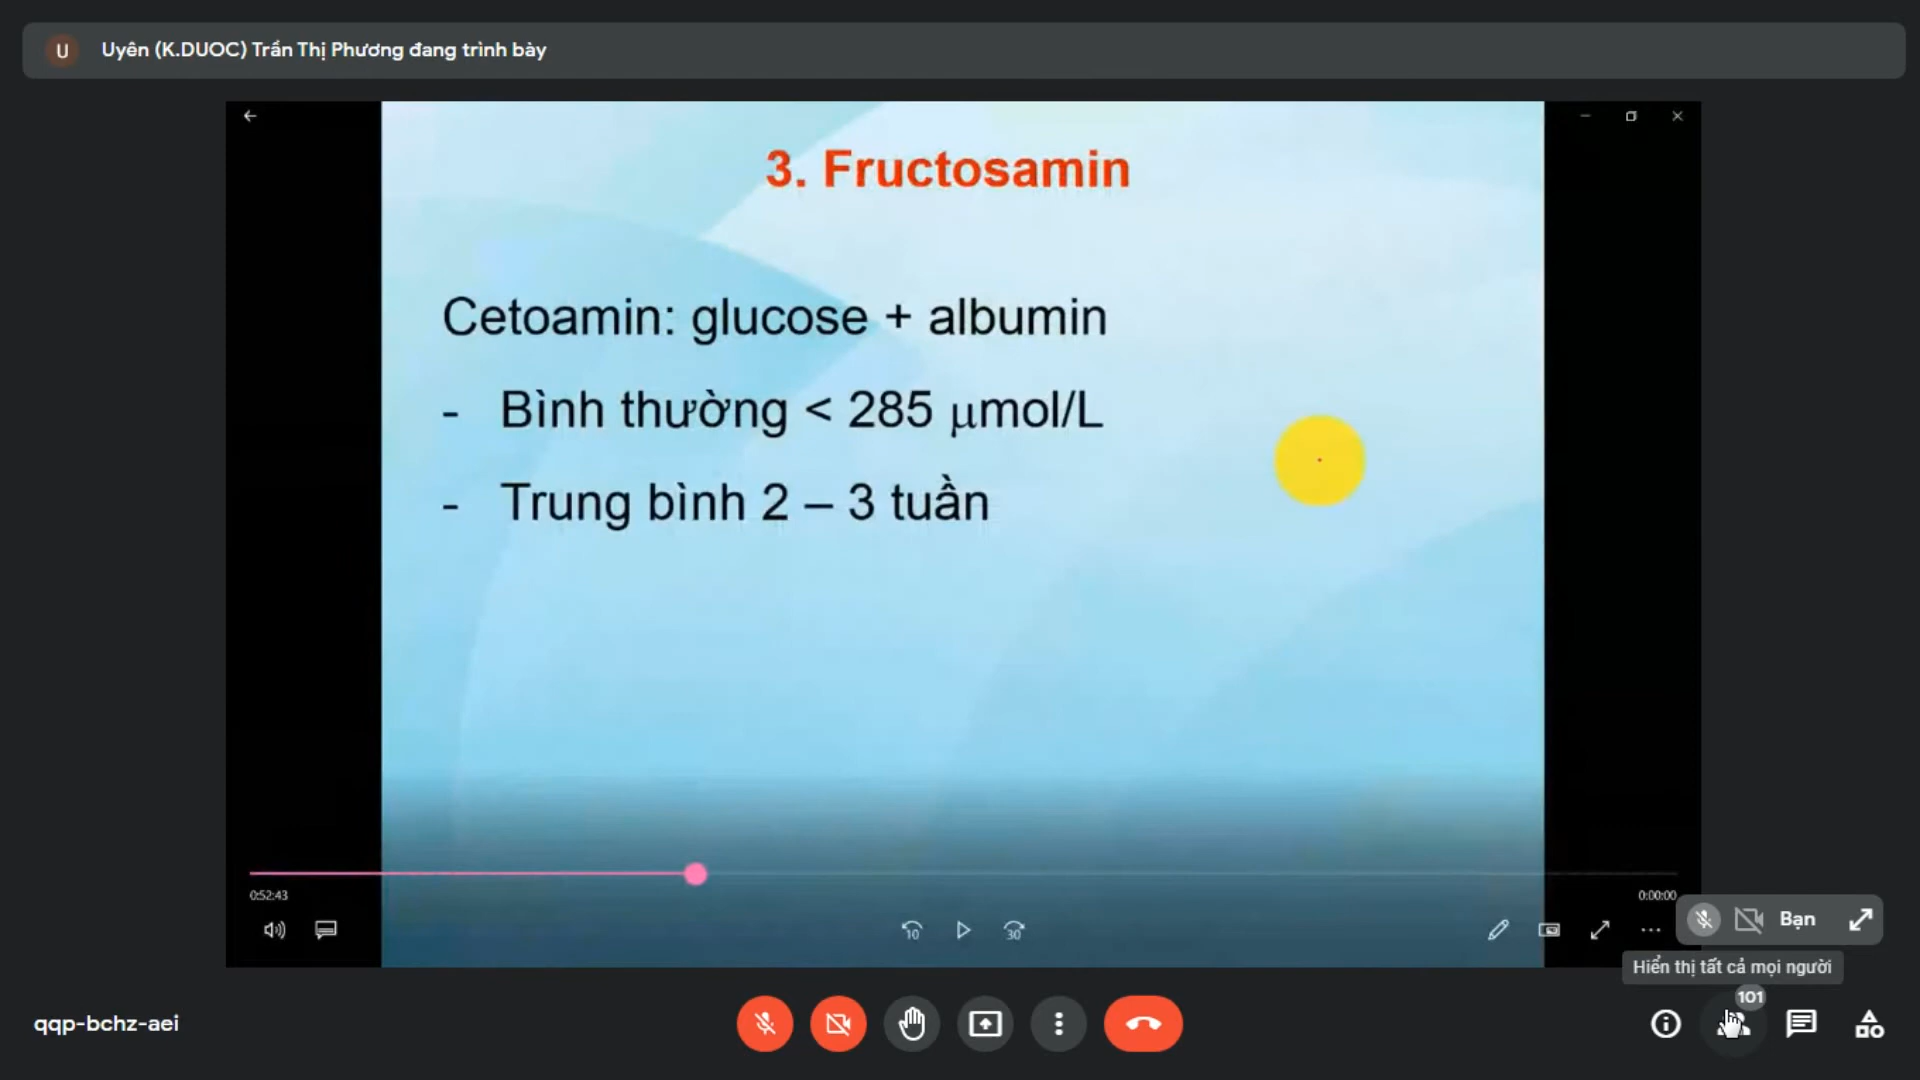 U
Uyên (K.DUOC) Trần Thị Phương đang trình bày
3. Fructosamin
Cetoamin: glucose + albumin
- Bình thường < 285 μmol/L
- Trung bình 2 – 3 tuần
0:52:43
0:00:00
10
30
Bạn
Hiển thị tất cả mọi người
101
qqp-bchz-aei